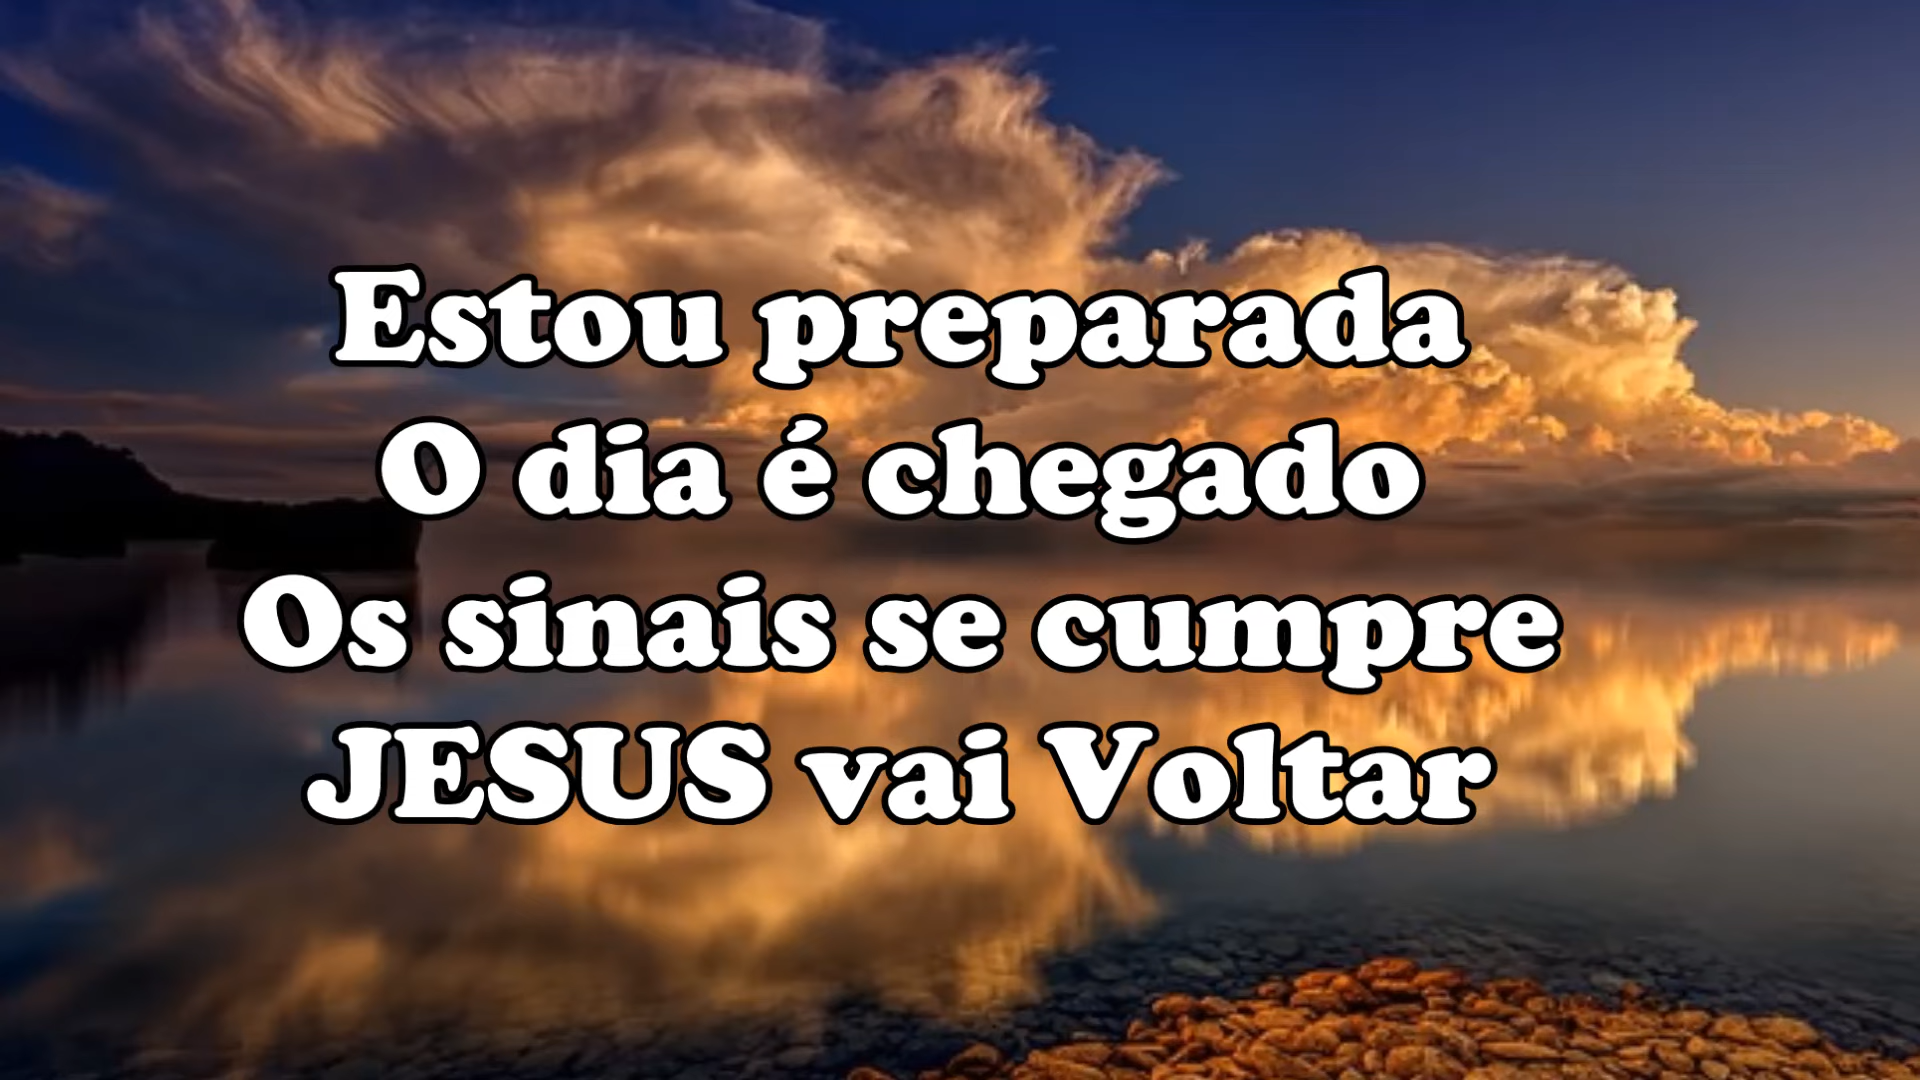 Estou preparada
O dia é chegado
Os sinais se cumpre
JESUS vai Voltar